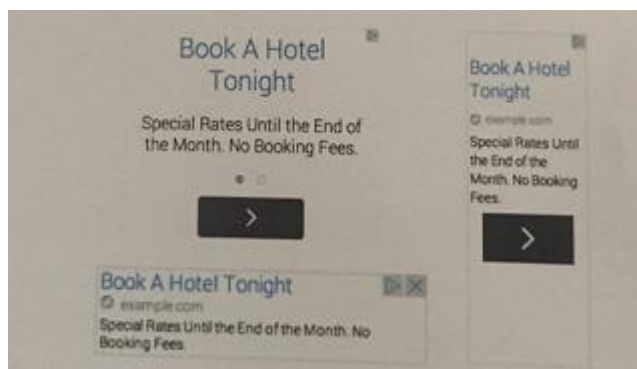 Book A Hotel
Tonight
Special Rates Until the End of
the Month. No Booking Fees.
Book A Hotel
Tonight
example.com
Special Rates Until
the End of the
Month. No Booking
Fees.
Book A Hotel Tonight
example.com
Special Rates Until the End of the Month. No
Booking Fees.